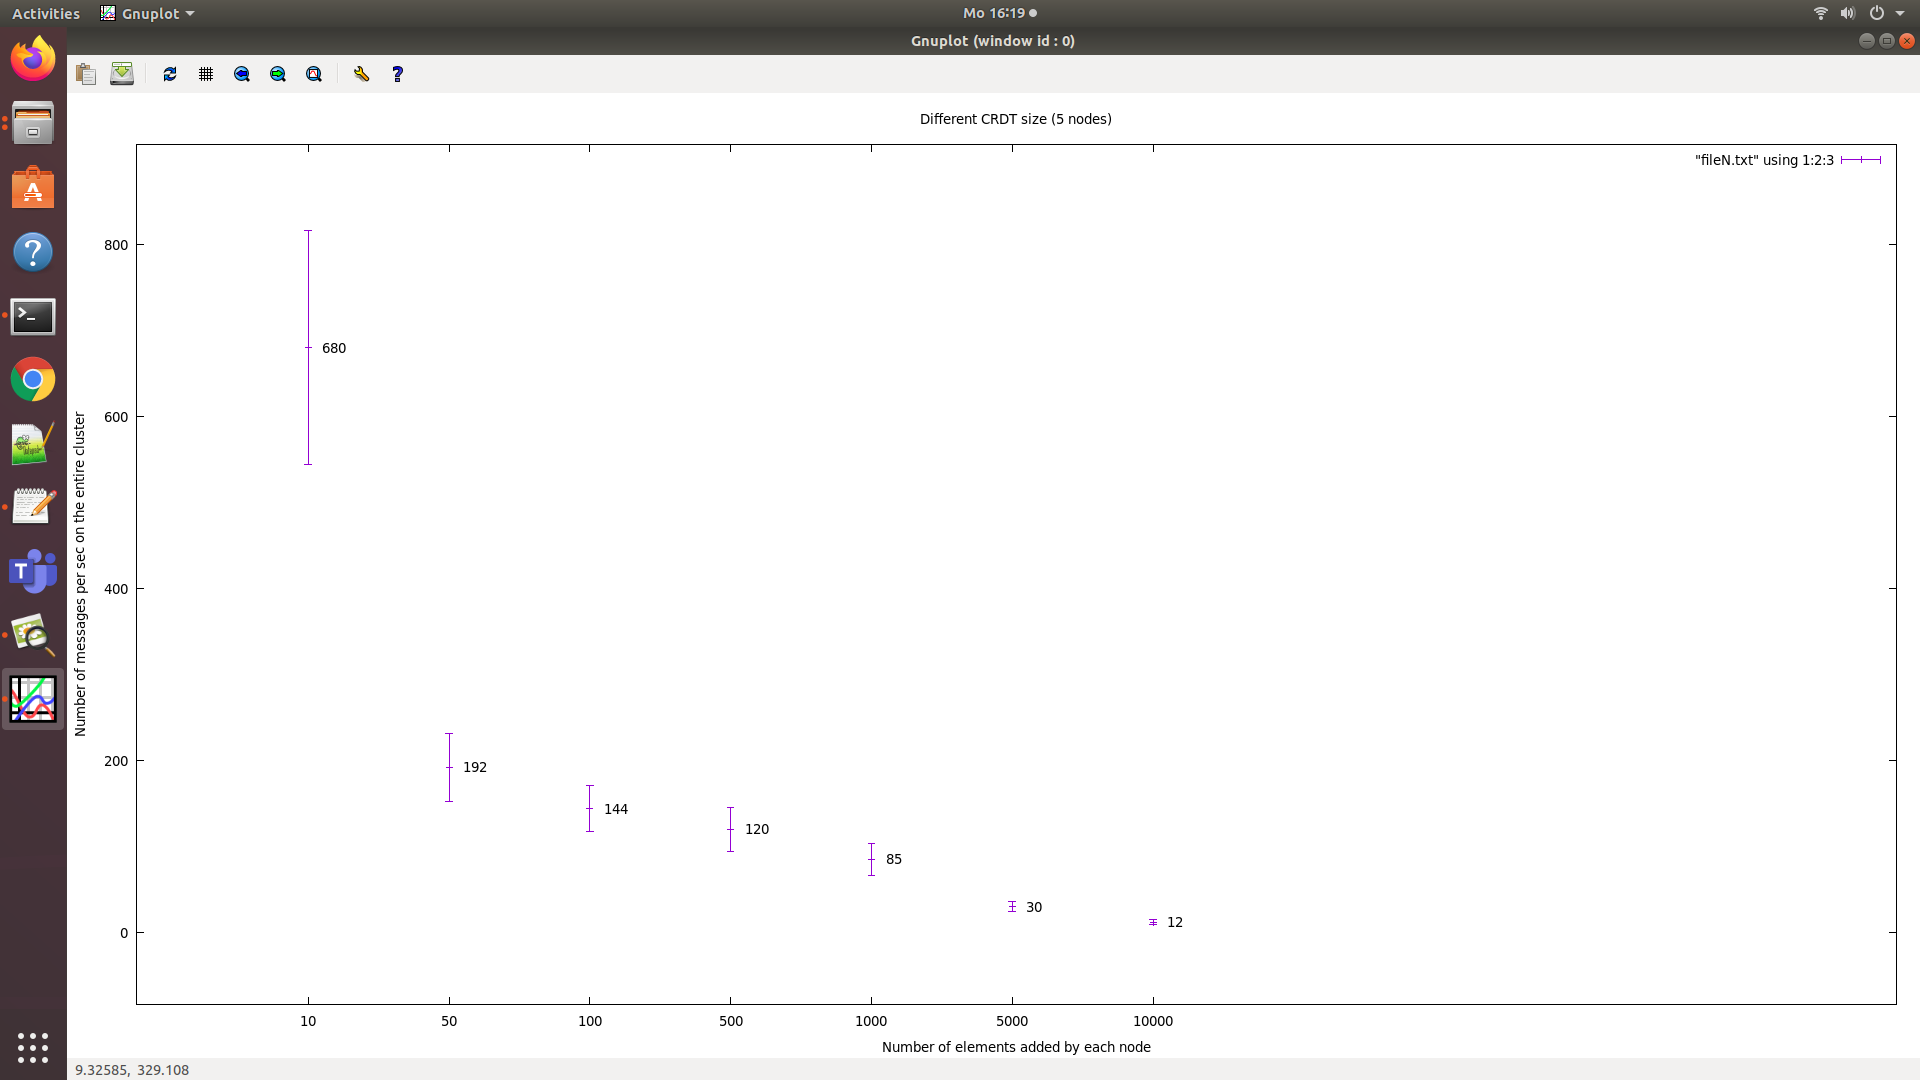 Activities Gnuplot Mo 16:19
Gnuplot (window id : 0)
Different CRDT size (5 nodes)
"fileN.txt" using 1:2:3
800
680
600
Number of messages per sec on the entire cluster
400
200
192
144
120
85
30
12
0
10 50 100 500 1000 5000 10000
Number of elements added by each node
9.32585, 329.108